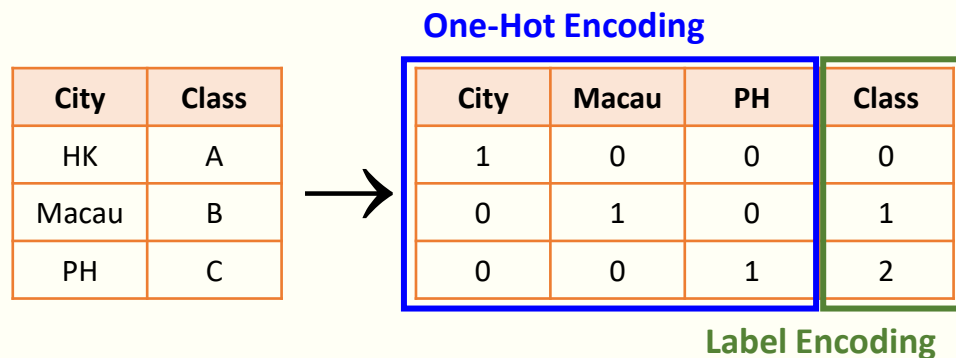 One-Hot Encoding
City Class
HK A
Macau B
PH C
City Macau PH Class
1 0 0 0
0 1 0 1
0 0 1 2
Label Encoding